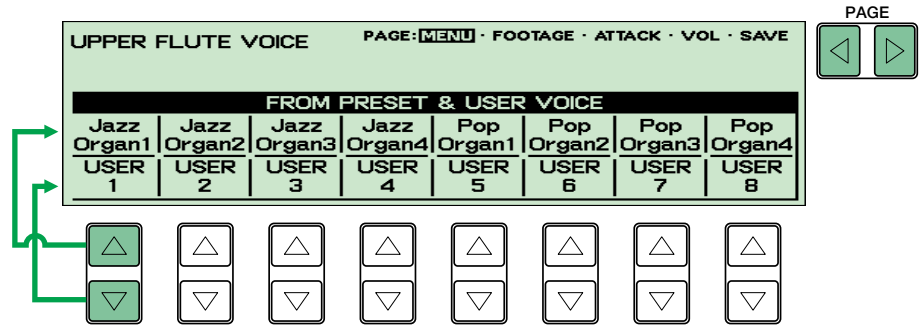 PAGE
UPPER FLUTE VOICE
PAGE: MENU · FOOTAGE · ATTACK · VOL · SAVE
FROM PRESET & USER VOICE
Jazz Organ1
Jazz Organ2
Jazz Organ3
Jazz Organ4
Pop Organ1
Pop Organ2
Pop Organ3
Pop Organ4
USER 1
USER 2
USER 3
USER 4
USER 5
USER 6
USER 7
USER 8